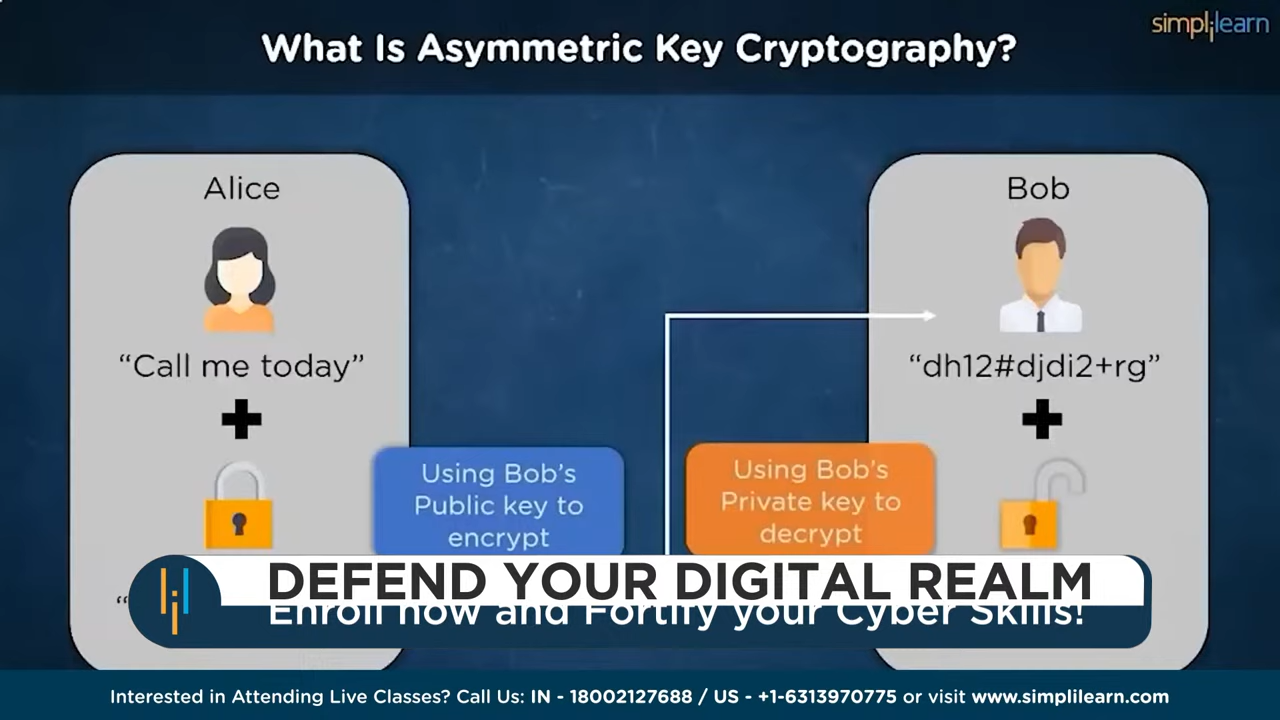 simplilearn
What Is Asymmetric Key Cryptography?
Alice
Bob
“Call me today”
“dh12#djdi2+rg”
Using Bob’s
Public key to
encrypt
Using Bob’s
Private key to
decrypt
“
DEFEND YOUR DIGITAL REALM
Enroll now and Fortify your Cyber Skills!
Interested in Attending Live Classes? Call Us: IN - 18002127688 / US - +1-6313970775 or visit www.simplilearn.com